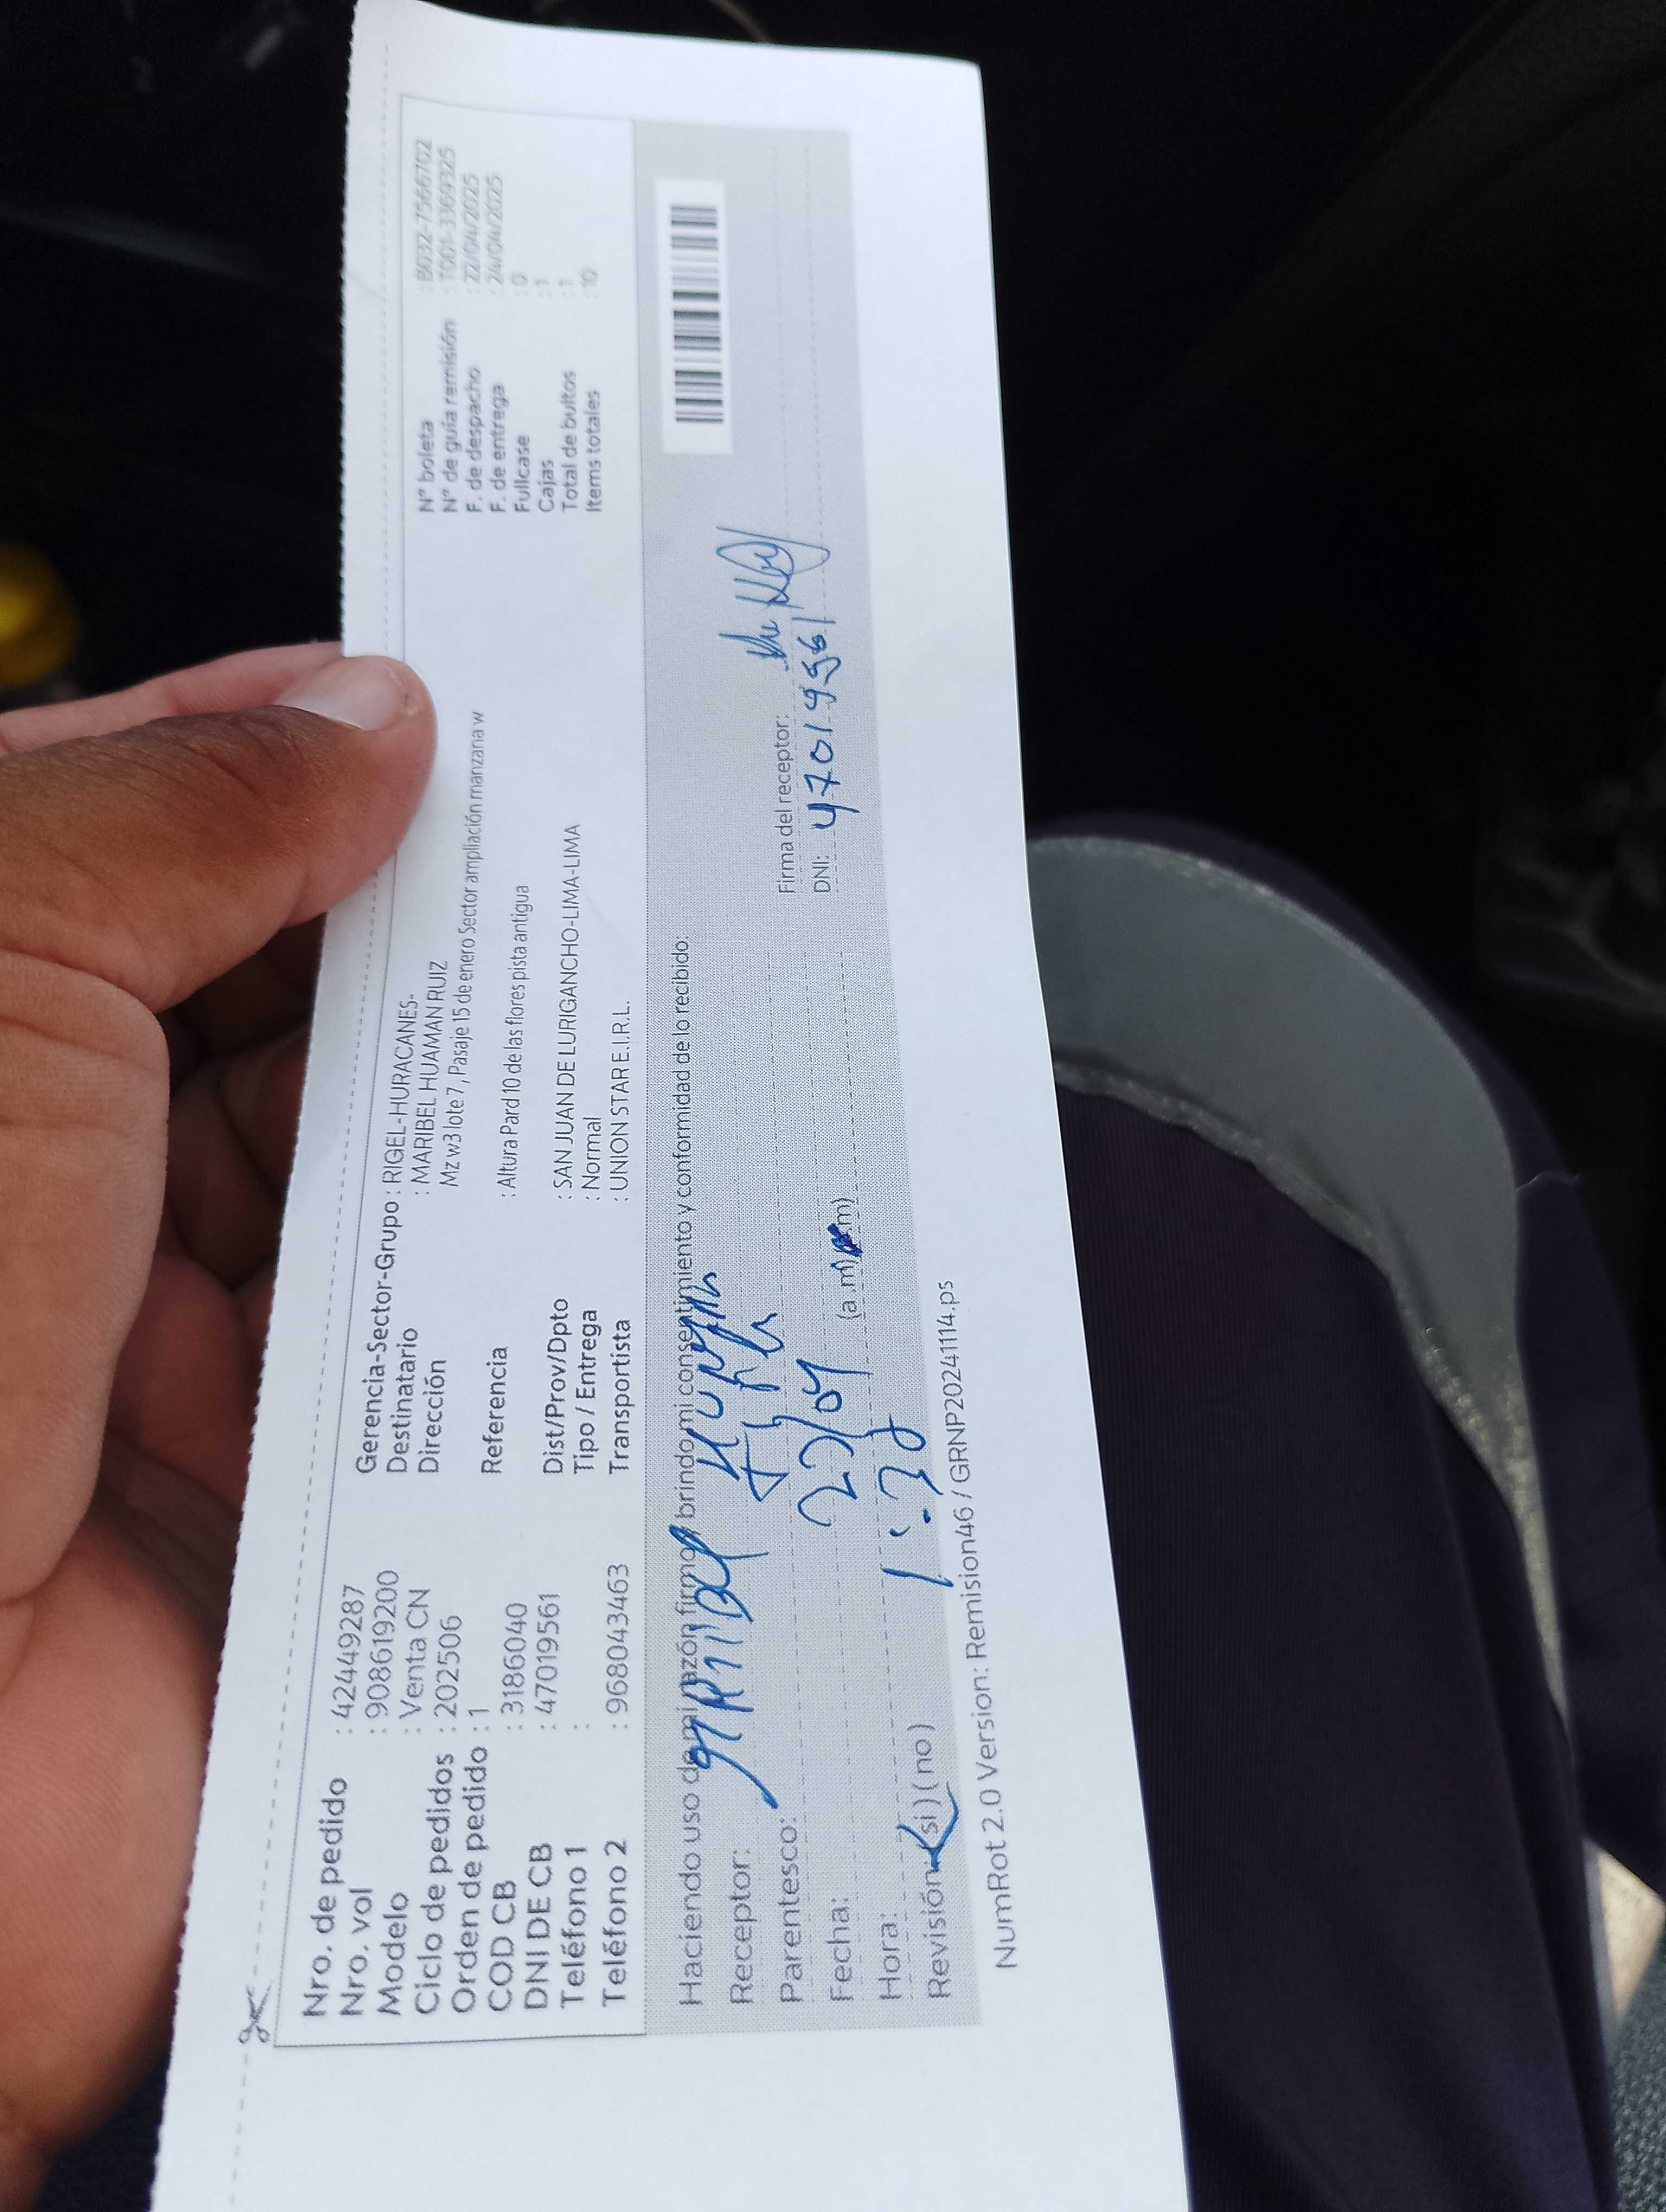 Nro. de pedido : 42449287
Nro. vol : 908619200
Modelo : Venta CN
Ciclo de pedidos : 202506
Orden de pedido : 1
COD CB : 3186040
DNI DE CB : 47019561
Teléfono 1 :
Teléfono 2 : 968043463
Gerencia-Sector-Grupo : RIGEL-HURACANES-
Destinatario : MARIBEL HUAMAN RUIZ
Dirección Mz w3 lote 7, Pasaje 15 de enero Sector ampliación manzana w
Referencia : Altura Pard 10 de las flores pista antigua
Dist/Prov/Dpto : SAN JUAN DE LURIGANCHO-LIMA-LIMA
Tipo / Entrega : Normal
Transportista : UNION STAR E.I.R.L.
N° boleta : B032-7566702
N° de guía remisión : T001-3369325
F. de despacho : 22/04/2025
F. de entrega : 24/04/2025
Fullcase : 0
Cajas : 1
Total de bultos : 1
Items totales : 10
Haciendo uso de mi razón firmo y brindo mi consentimiento y conformidad de lo recibido:
Receptor:
Parentesco:
Fecha: 23/04
Hora: (a.m) m)
Revisión: (si) (no)
Firma del receptor:
DNI: 47019561
NumRot 2.0 Version: Remision46 / GRNP20241114.ps